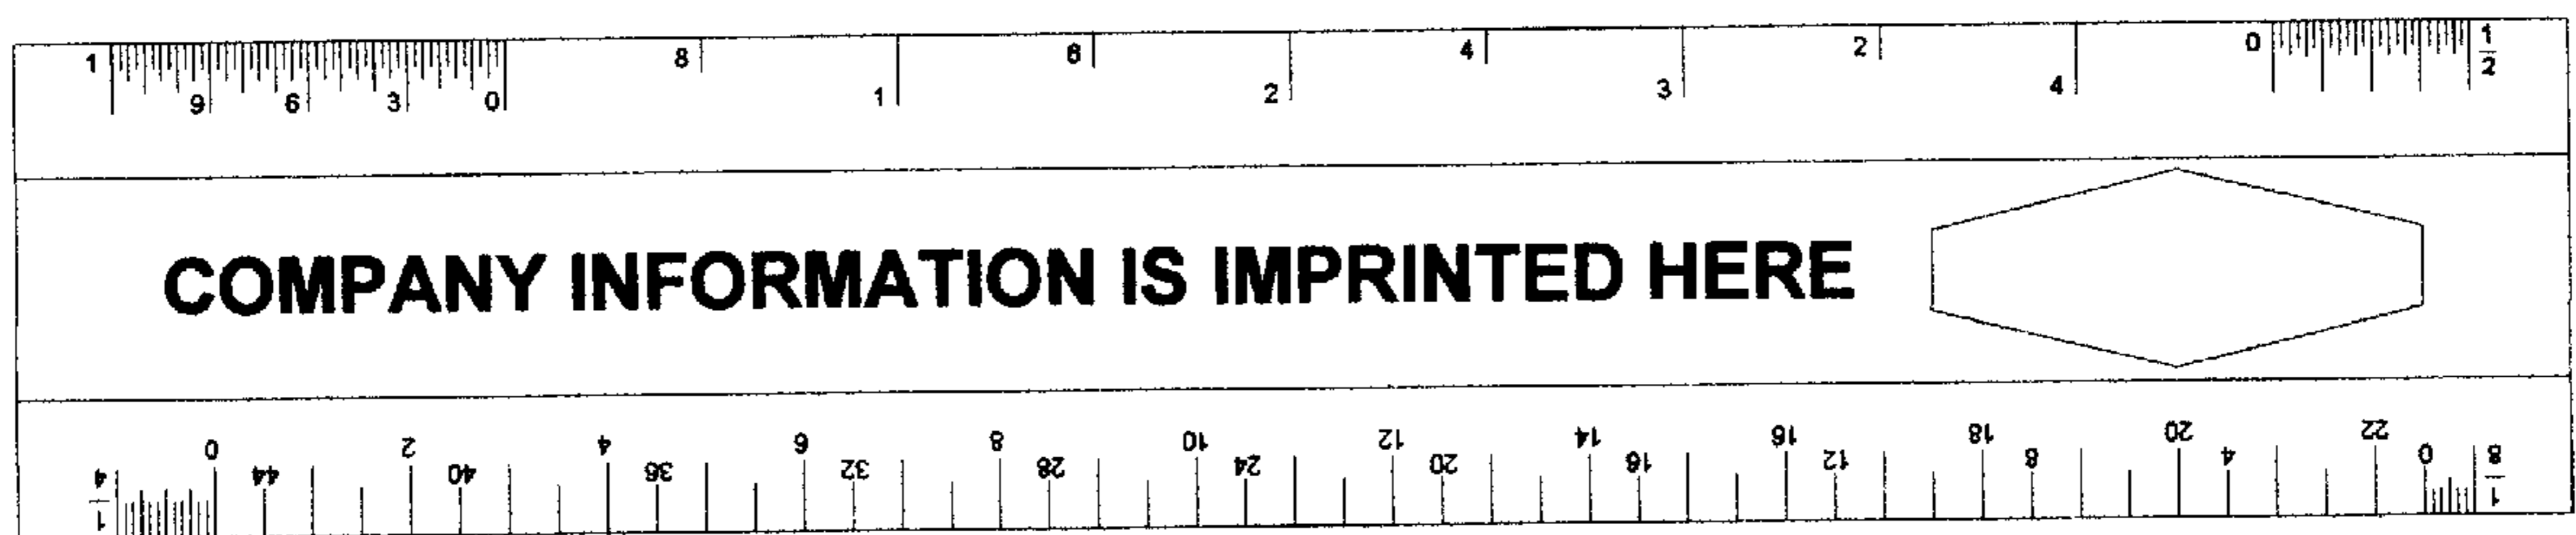 1 8 6 4 2 0 1/2
9 6 3 0 1 2 3 4
COMPANY INFORMATION IS IMPRINTED HERE
0 2 4 6 8 10 12 14 16 18 20 22
1/4 44 40 36 32 28 24 20 16 12 8 4 0 1/8